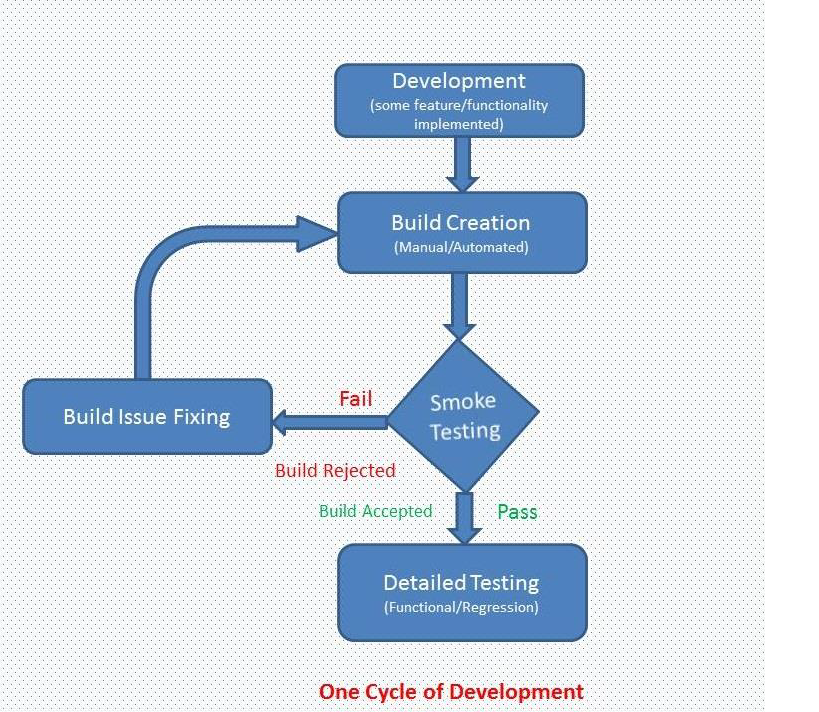 Development
(some feature/functionality
implemented)
Build Creation
(Manual/Automated)
Fail
Smoke
Testing
Build Issue Fixing
Build Rejected
Build Accepted
Pass
Detailed Testing
(Functional/Regression)
One Cycle of Development